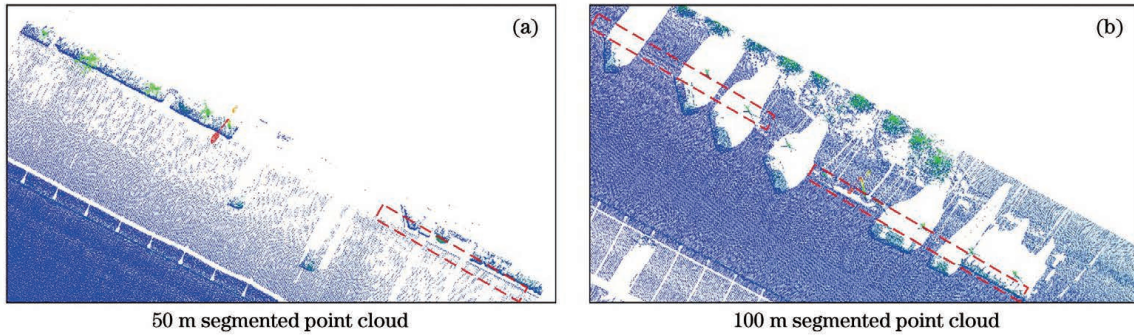 (a)
(b)
50 m segmented point cloud
100 m segmented point cloud